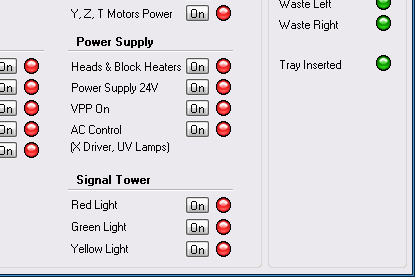 Y, Z, T Motors Power On
Power Supply
On Heads & Block Heaters On
On Power Supply 24V On
On VPP On On
On AC Control On
On (X Driver, UV Lamps)
Signal Tower
Red Light On
Green Light On
Yellow Light On
Waste Left
Waste Right
Tray Inserted